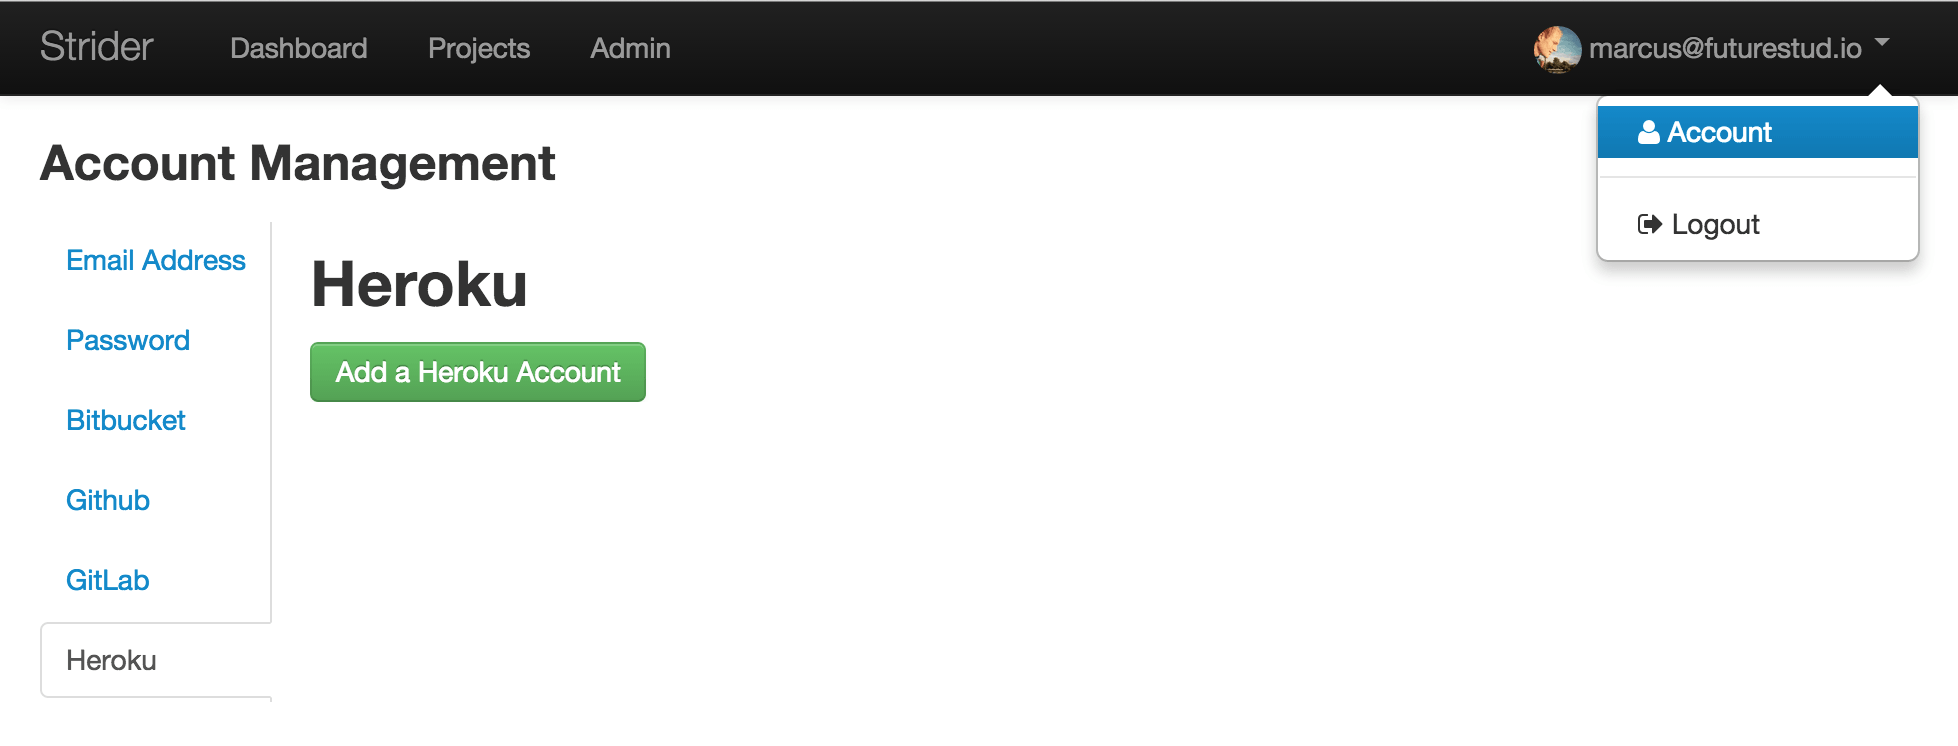 Strider Dashboard Projects Admin marcus@futurestud.io
Account
Logout
Account Management
Email Address
Password
Bitbucket
Github
GitLab
Heroku
Heroku
Add a Heroku Account